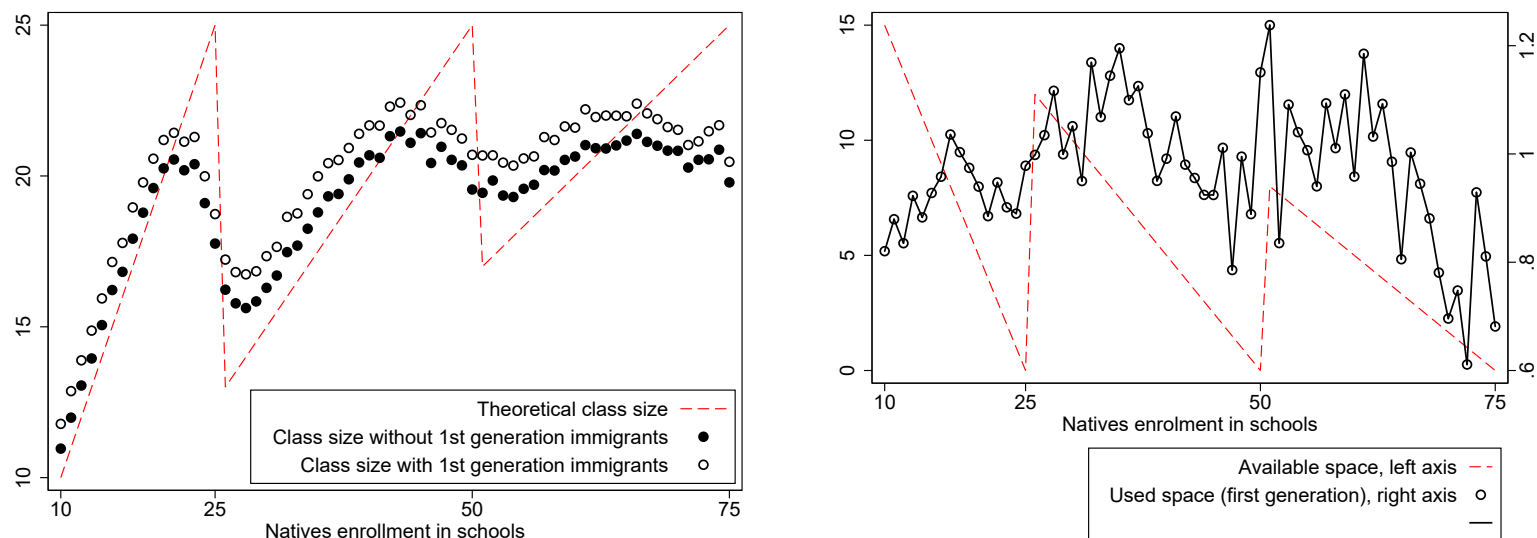 25
20
15
10
10
25
50
75
Natives enrollment in schools
Theoretical class size
Class size without 1st generation immigrants
Class size with 1st generation immigrants
15
10
5
0
1.2
1
.8
.6
10
25
50
75
Natives enrolment in schools
Available space, left axis
Used space (first generation), right axis